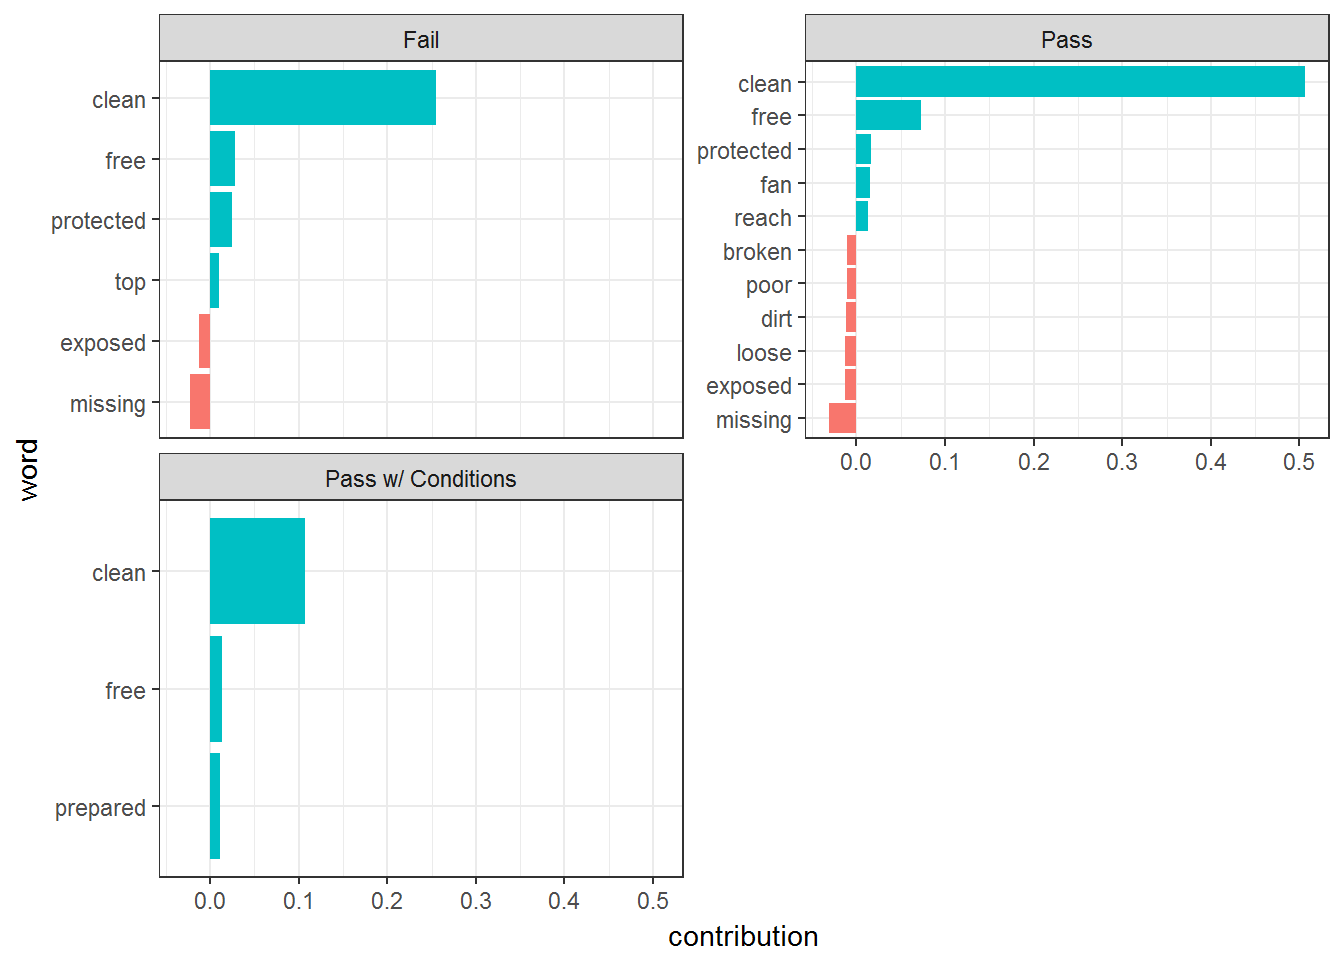 Fail
clean
free
protected
top
exposed
missing
Pass
clean
free
protected
fan
reach
broken
poor
dirt
loose
exposed
missing
0.0 0.1 0.2 0.3 0.4 0.5
Pass w/ Conditions
clean
free
prepared
0.0 0.1 0.2 0.3 0.4 0.5
word
contribution